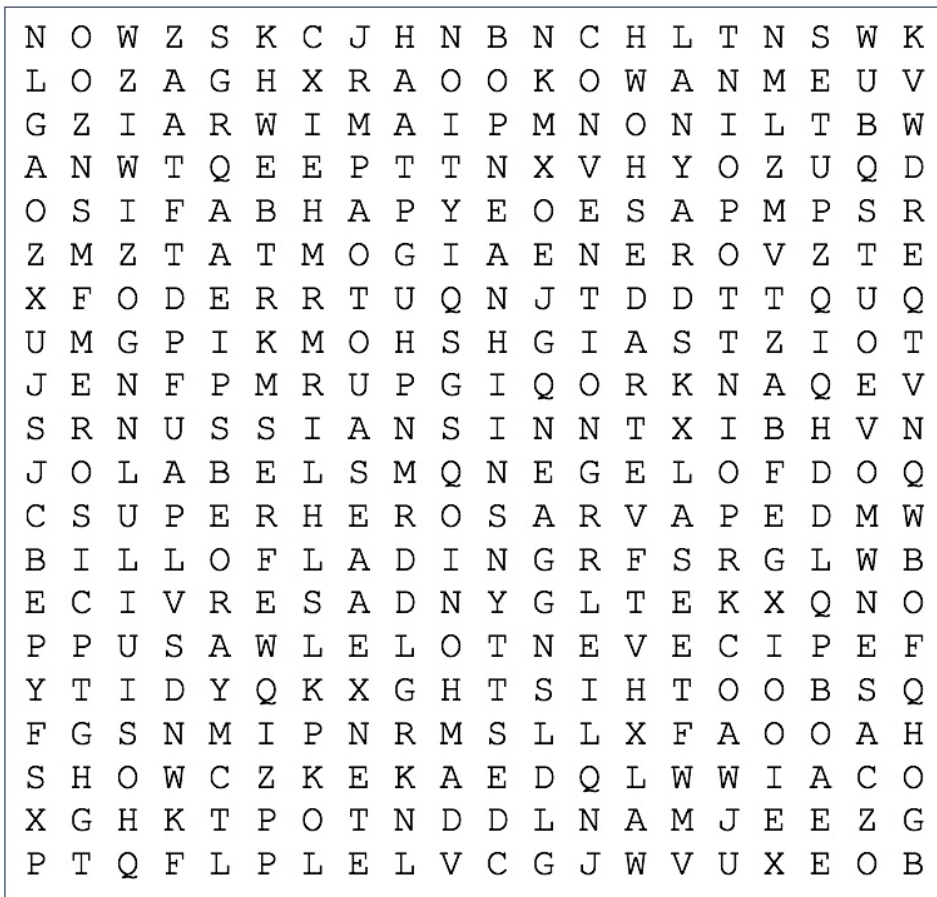 N O W Z S K C J H N B N C H L T N S W K
L O Z A G H X R A O O K O W A N M E U V
G Z I A R W I M A I P M N O N I L T B W
A N W T Q E E P T T N X V H Y O Z U Q D
O S I F A B H A P Y E O E S A P M P S R
Z M Z T A T M O G I A E N E R O V Z T E
X F O D E R R T U Q N J T D D T T Q U Q
U M G P I K M O H S H G I A S T Z I O T
J E N F P M R U P G I Q O R K N A Q E V
S R N U S S I A N S I N N T X I B H V N
J O L A B E L S M Q N E G E L O F D O Q
C S U P E R H E R O S A R V A P E D M W
B I L L O F L A D I N G R F S R G L W B
E C I V R E S A D N Y G L T E K X Q N O
P P U S A W L E L O T N E V E C I P E F
Y T I D Y Q K X G H T S I H T O O B S Q
F G S N M I P N R M S L L X F A O O A H
S H O W C Z K E K A E D Q L W W I A C O
X G H K T P O T N D D L N A M J E E Z G
P T Q F L P L E L V C G J W V U X E O B